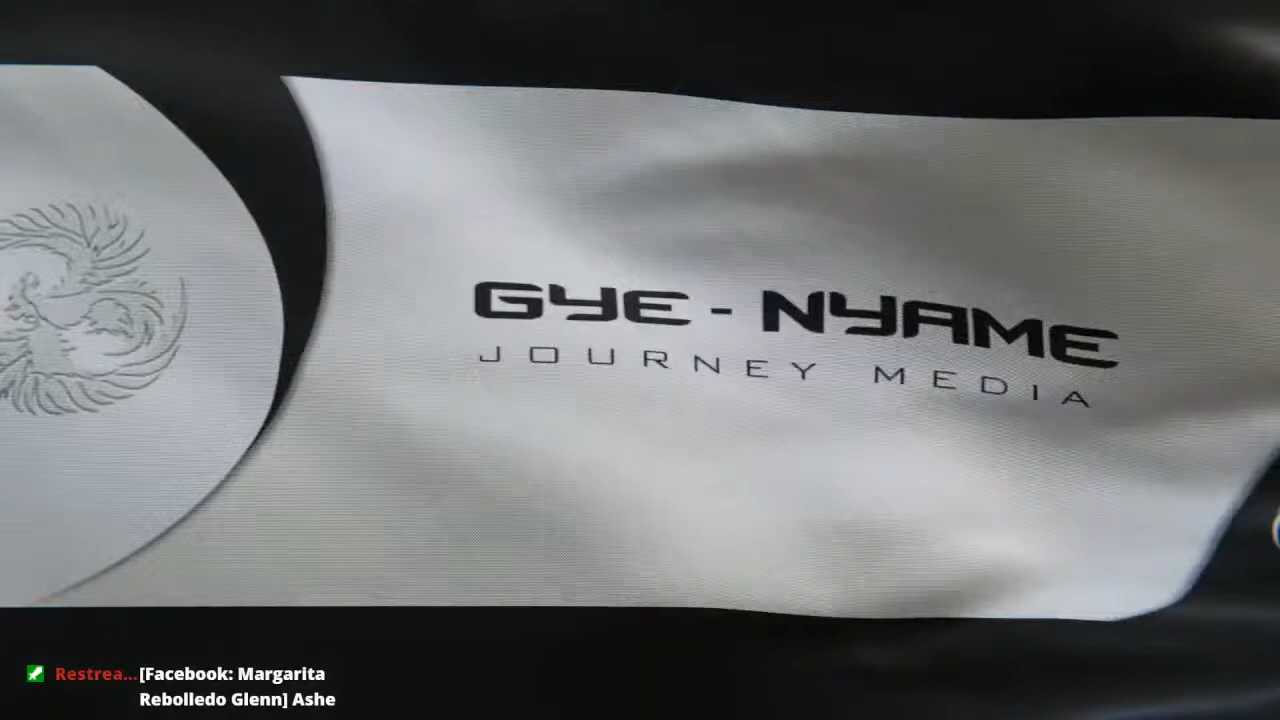 GYE - NYAME
JOURNEY MEDIA
Restrea... [Facebook: Margarita
Rebolledo Glenn] Ashe